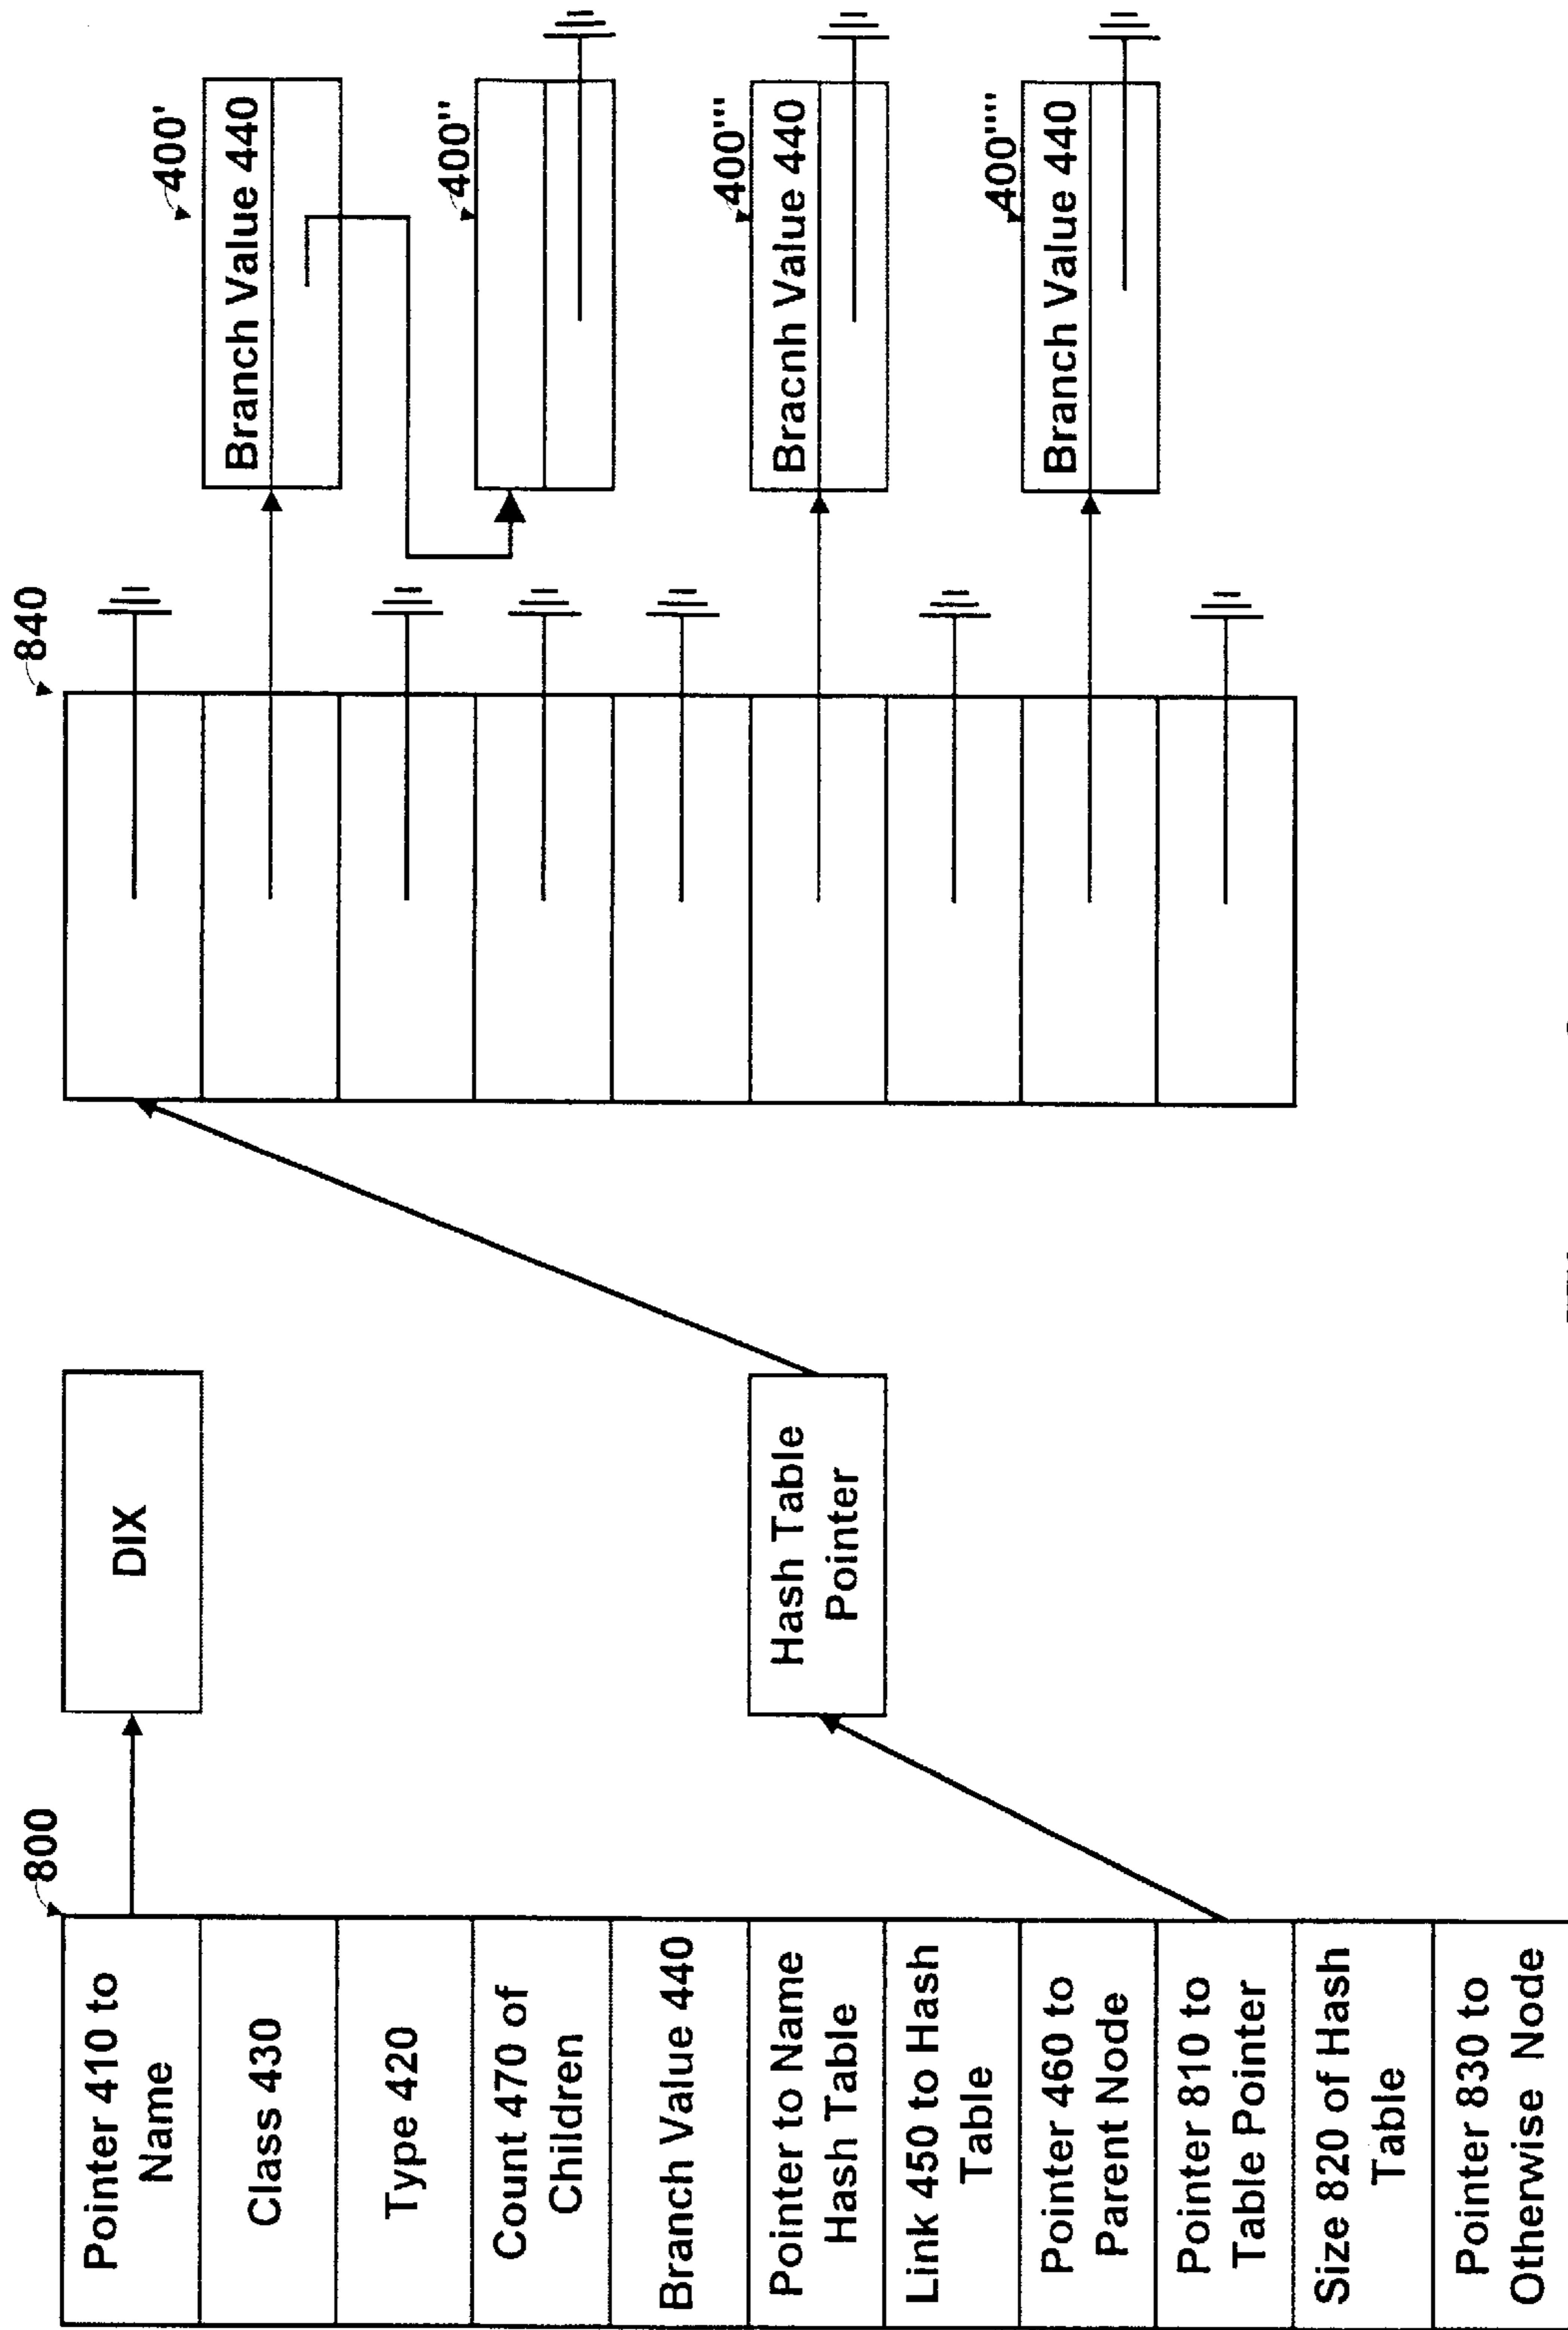 800
Pointer 410 to
Name
Class 430
Type 420
Count 470 of
Children
Branch Value 440
Pointer to Name
Hash Table
Link 450 to Hash
Table
Pointer 460 to
Parent Node
Pointer 810 to
Table Pointer
Size 820 of Hash
Table
Pointer 830 to
Otherwise Node
DIX
Hash Table
Pointer
840
400'
Branch Value 440
400''
400'''
Bracnh Value 440
400''''
Branch Value 440